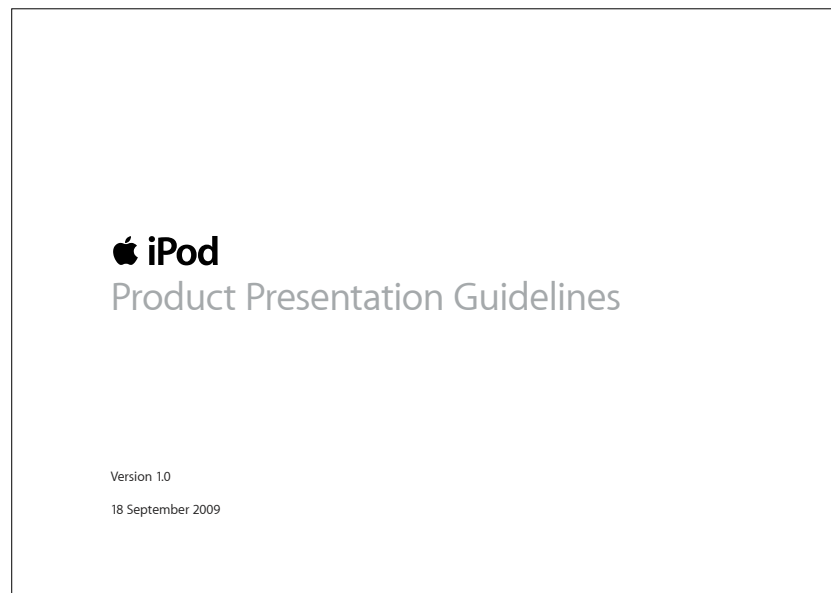 iPod
Product Presentation Guidelines
Version 1.0
18 September 2009